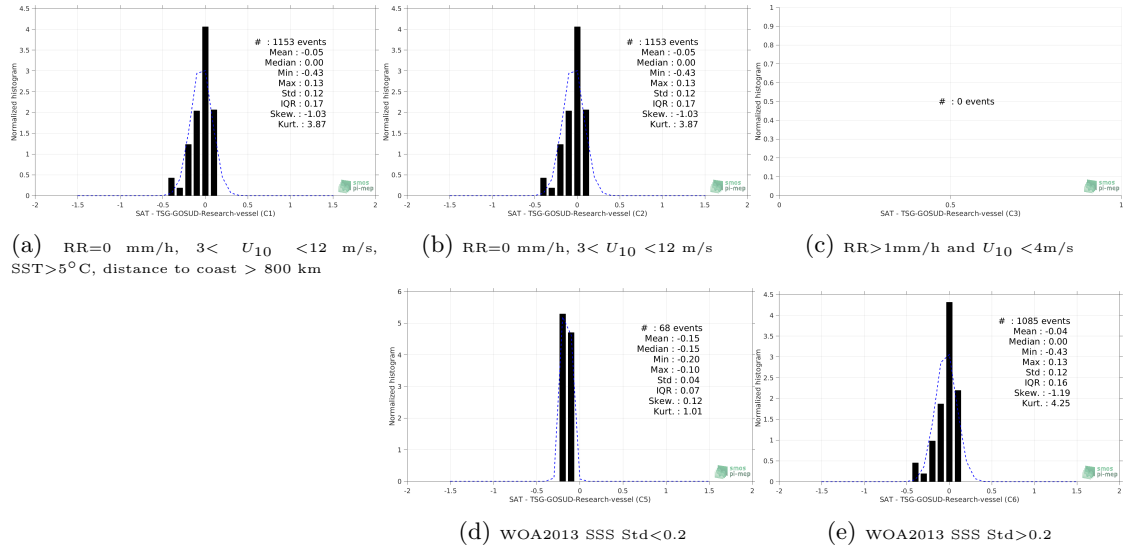 4.5
4
3.5
3
2.5
2
1.5
1
0.5
0
Normalized histogram
# : 1153 events
Mean : -0.05
Median : 0.00
Min : -0.43
Max : 0.13
Std : 0.12
IQR : 0.17
Skew. : -1.03
Kurt. : 3.87
smos
pi-mep
-2 -1.5 -1 -0.5 0 0.5 1 1.5 2
SAT - TSG-GOSUD-Research-vessel (C1)
(a) RR=0 mm/h, 3< U10 <12 m/s,
SST>5°C, distance to coast > 800 km
4.5
4
3.5
3
2.5
2
1.5
1
0.5
0
Normalized histogram
# : 1153 events
Mean : -0.05
Median : 0.00
Min : -0.43
Max : 0.13
Std : 0.12
IQR : 0.17
Skew. : -1.03
Kurt. : 3.87
smos
pi-mep
-2 -1.5 -1 -0.5 0 0.5 1 1.5 2
SAT - TSG-GOSUD-Research-vessel (C2)
(b) RR=0 mm/h, 3< U10 <12 m/s
1
0.9
0.8
0.7
0.6
0.5
0.4
0.3
0.2
0.1
0
Normalized histogram
# : 0 events
smos
pi-mep
0 0.5 1
SAT - TSG-GOSUD-Research-vessel (C3)
(c) RR>1mm/h and U10 <4m/s
6
5
4
3
2
1
0
Normalized histogram
# : 68 events
Mean : -0.15
Median : -0.15
Min : -0.20
Max : -0.10
Std : 0.04
IQR : 0.07
Skew. : 0.12
Kurt. : 1.01
smos
pi-mep
-2 -1.5 -1 -0.5 0 0.5 1 1.5 2
SAT - TSG-GOSUD-Research-vessel (C5)
(d) WOA2013 SSS Std<0.2
4.5
4
3.5
3
2.5
2
1.5
1
0.5
0
Normalized histogram
# : 1085 events
Mean : -0.04
Median : 0.00
Min : -0.43
Max : 0.13
Std : 0.12
IQR : 0.16
Skew. : -1.19
Kurt. : 4.25
smos
pi-mep
-2 -1.5 -1 -0.5 0 0.5 1 1.5 2
SAT - TSG-GOSUD-Research-vessel (C6)
(e) WOA2013 SSS Std>0.2